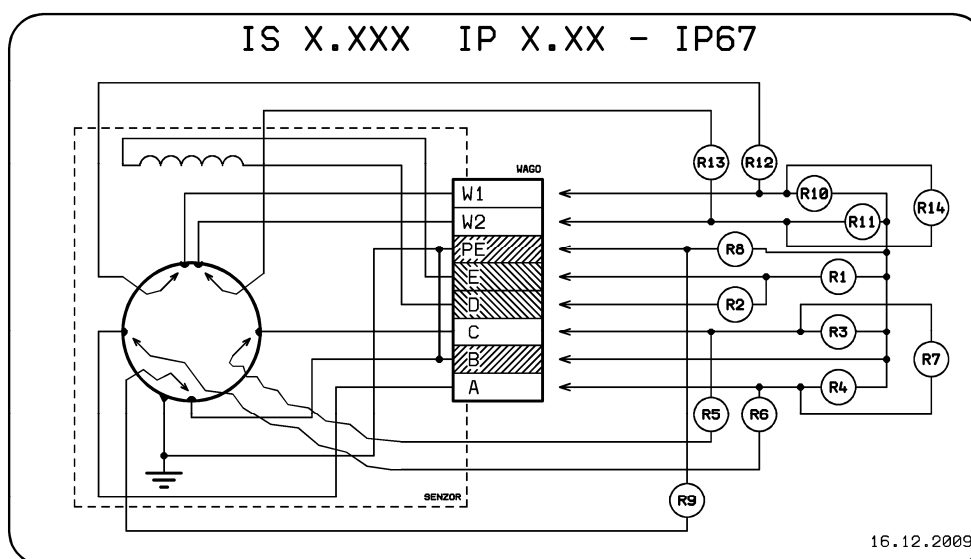 IS X.XXX IP X.XX - IP67
WAGO
R13 R12
W1 R10
W2 R11 R14
PE R8
E R1
D R2
C R3
B R7
A R4
R5 R6
SENZOR
R9
16.12.2009